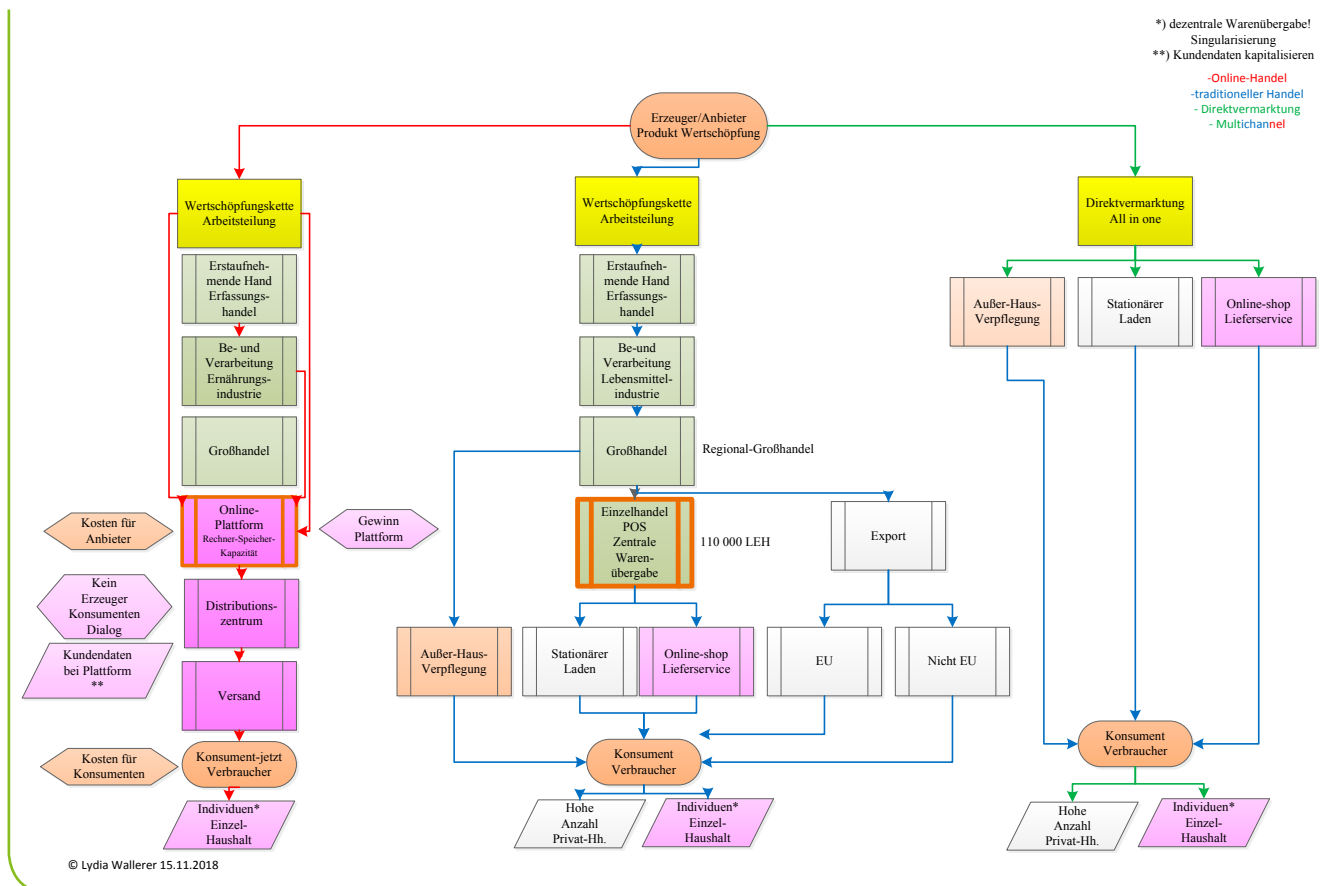 *) dezentrale Warenübergabe!
Singularisierung
**) Kundendaten kapitalisieren
-Online-Handel
-traditioneller Handel
- Direktvermarktung
- Multichannel
Erzeuger/Anbieter
Produkt Wertschöpfung
Wertschöpfungskette
Arbeitsteilung
Erstaufneh-
mende Hand
Erfassungs-
handel
Be- und
Verarbeitung
Ernährungs-
industrie
Großhandel
Online-
Plattform
Rechner-Speicher-
Kapazität
Kosten für
Anbieter
Gewinn
Plattform
Kein
Erzeuger
Konsumenten
Dialog
Distributions-
zentrum
Kundendaten
bei Plattform
**
Versand
Kosten für
Konsumenten
Konsument-jetzt
Verbraucher
Individuen*
Einzel-
Haushalt
Wertschöpfungskette
Arbeitsteilung
Erstaufneh-
mende Hand
Erfassungs-
handel
Be-und
Verarbeitung
Lebensmittel-
industrie
Großhandel
Regional-Großhandel
Einzelhandel
POS
Zentrale
Waren-
übergabe
110 000 LEH
Export
Außer-Haus-
Verpflegung
Stationärer
Laden
Online-shop
Lieferservice
EU
Nicht EU
Konsument
Verbraucher
Hohe
Anzahl
Privat-Hh.
Individuen*
Einzel-
Haushalt
Direktvermarktung
All in one
Außer-Haus-
Verpflegung
Stationärer
Laden
Online-shop
Lieferservice
Konsument
Verbraucher
Hohe
Anzahl
Privat-Hh.
Individuen*
Einzel-
Haushalt
© Lydia Wallerer 15.11.2018